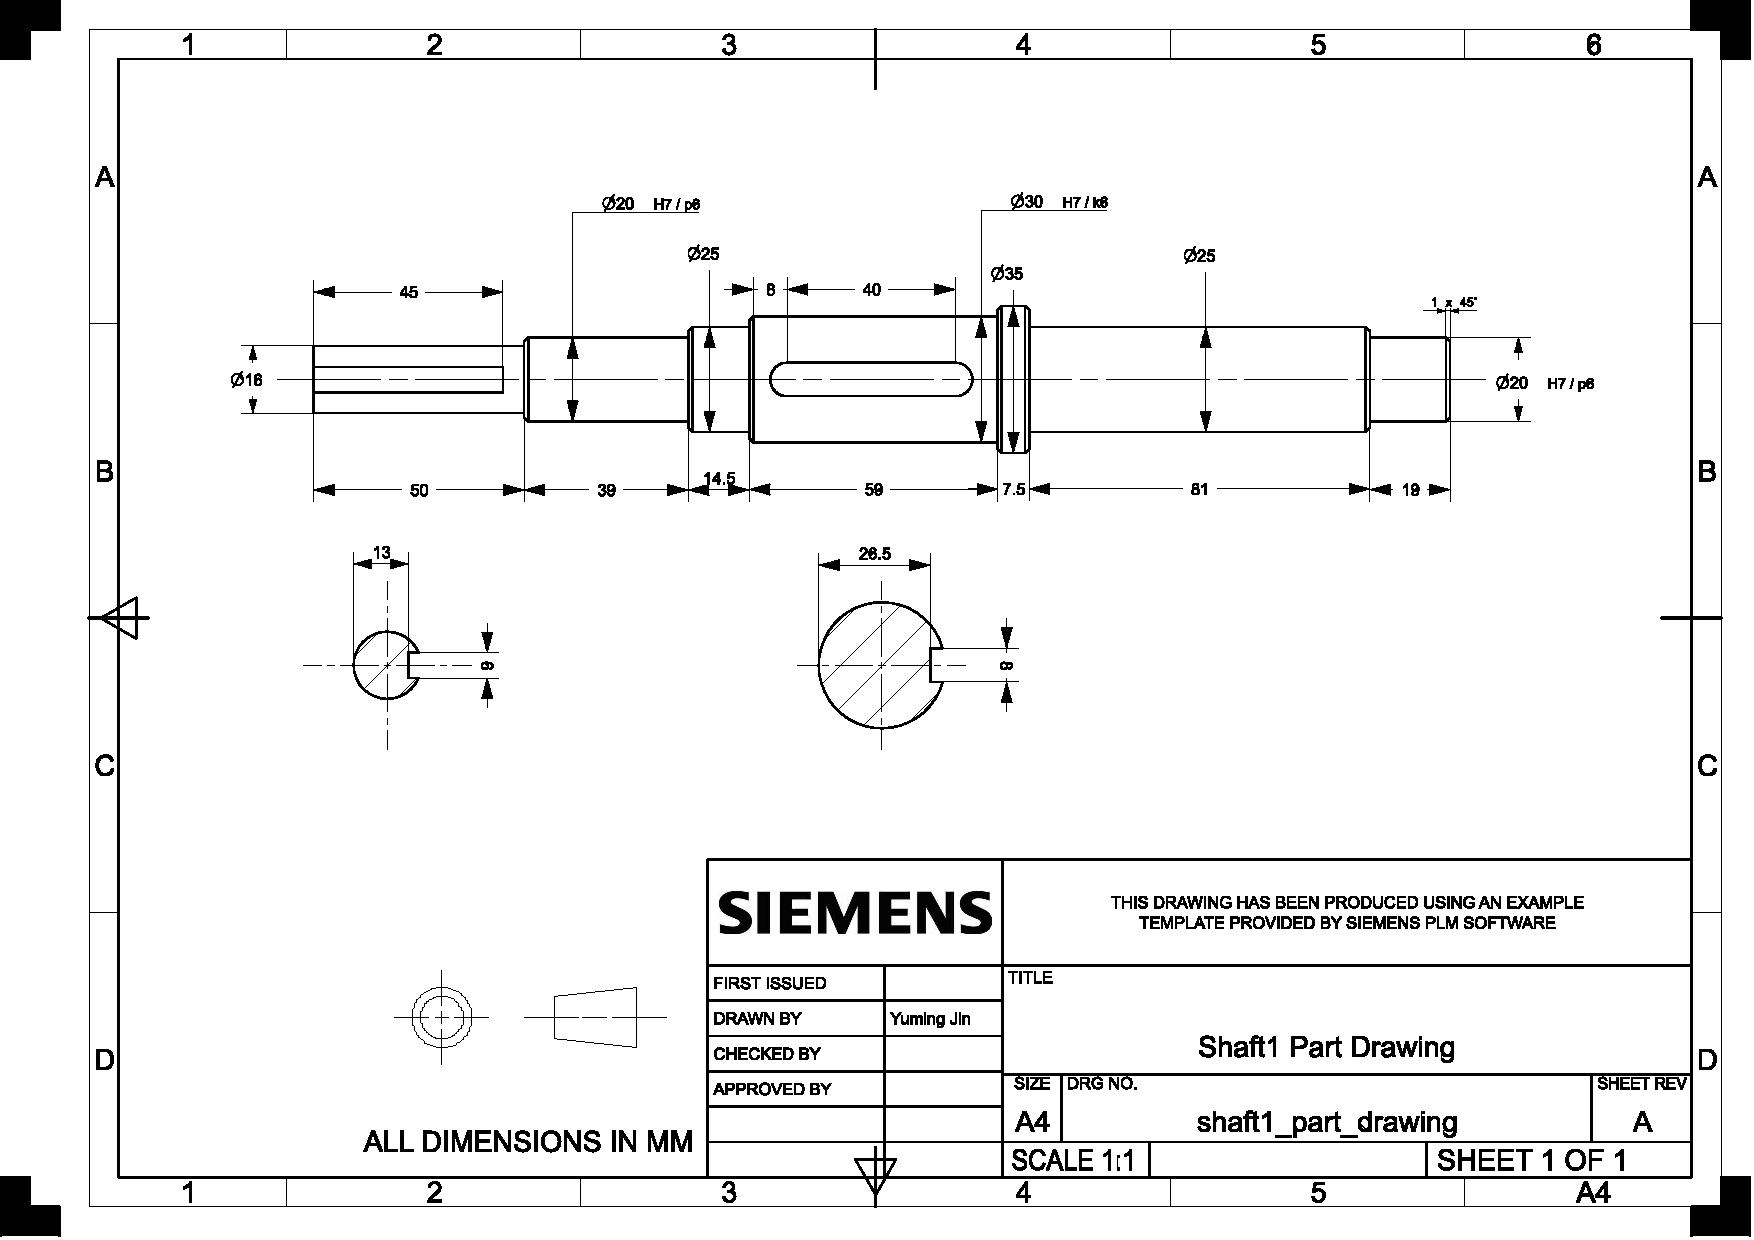 1 2 3 4 5 6
A A
Ø20 H7 / p6
Ø30 H7 / k6
Ø25
Ø25
Ø35
45
8
40
1 x 45°
Ø16
Ø20 H7 / p6
B B
14.5
50
39
59
7.5
81
19
13
26.5
6
8
C C
SIEMENS
THIS DRAWING HAS BEEN PRODUCED USING AN EXAMPLE
TEMPLATE PROVIDED BY SIEMENS PLM SOFTWARE
FIRST ISSUED
TITLE
DRAWN BY Yuming Jin
CHECKED BY
Shaft1 Part Drawing
D D
APPROVED BY
SIZE DRG NO. SHEET REV
A4 shaft1_part_drawing A
ALL DIMENSIONS IN MM
SCALE 1:1 SHEET 1 OF 1
1 2 3 4 5 A4